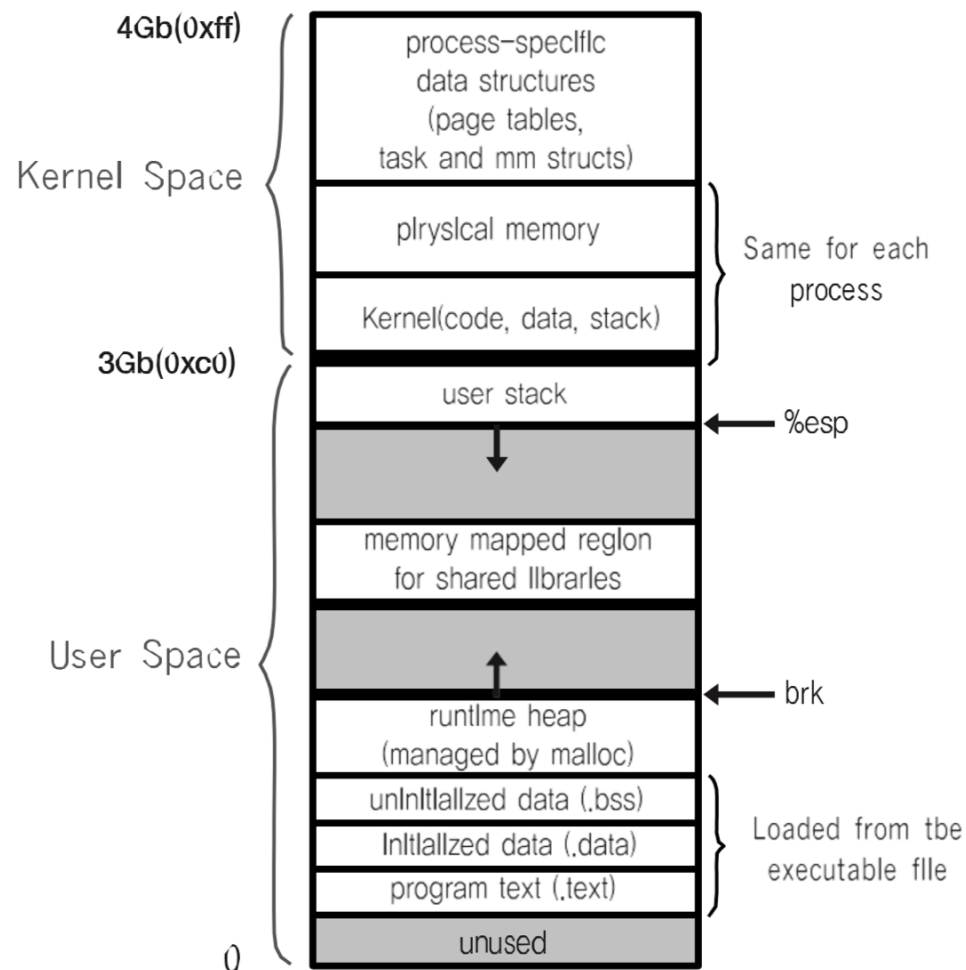 4Gb(0xff)
process-specIfIc
data structures
(page tables,
task and mm structs)
Kernel Space
pIrysIcal memory
Same for each
process
Kernel(code, data, stack)
3Gb(0xc0)
user stack
%esp
memory mapped regIon
for shared lIbrarIes
User Space
brk
runtIme heap
(managed by malloc)
unInItIalIzed data (.bss)
InItIalIzed data (.data)
program text (.text)
Loaded from tbe
executable fIle
unused
0